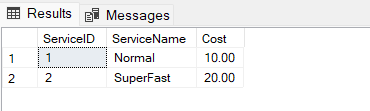 Results Messages
ServiceID ServiceName Cost
1 1 Normal 10.00
2 2 SuperFast 20.00